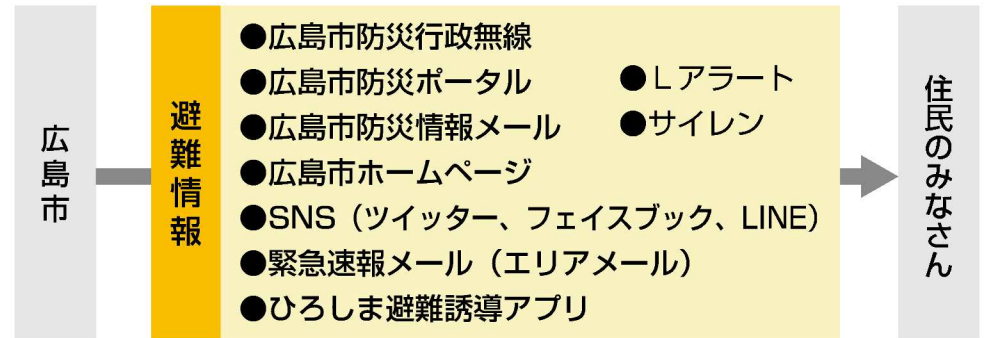 広島市
避難情報
●広島市防災行政無線
●広島市防災ポータル
●広島市防災情報メール
●広島市ホームページ
●SNS（ツイッター、フェイスブック、LINE）
●緊急速報メール（エリアメール）
●ひろしま避難誘導アプリ
●Lアラート
●サイレン
住民のみなさん